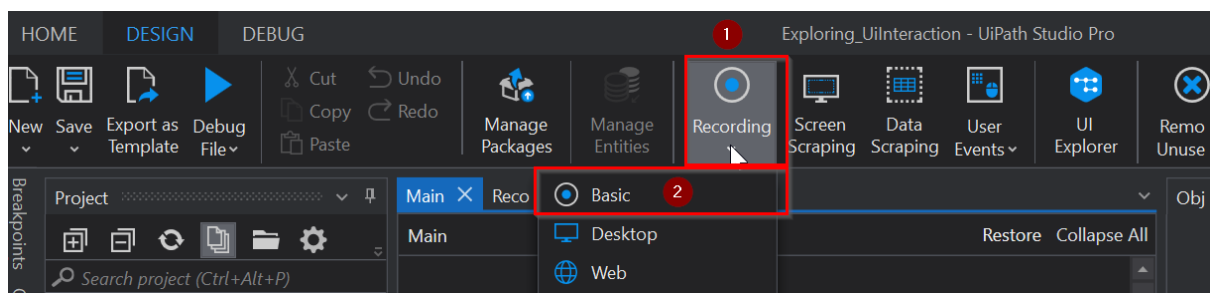 HOME DESIGN DEBUG 1 Exploring_UiInteraction - UiPath Studio Pro
New Save Export as Template Debug File
Cut Undo
Copy Redo
Paste
Manage Packages
Manage Entities
Recording
Screen Scraping
Data Scraping
User Events
UI Explorer
Remo
Unuse
Breakpoints
Project
Main Reco
Basic 2
Obj
Main
Desktop
Restore Collapse All
Search project (Ctrl+Alt+P)
Web